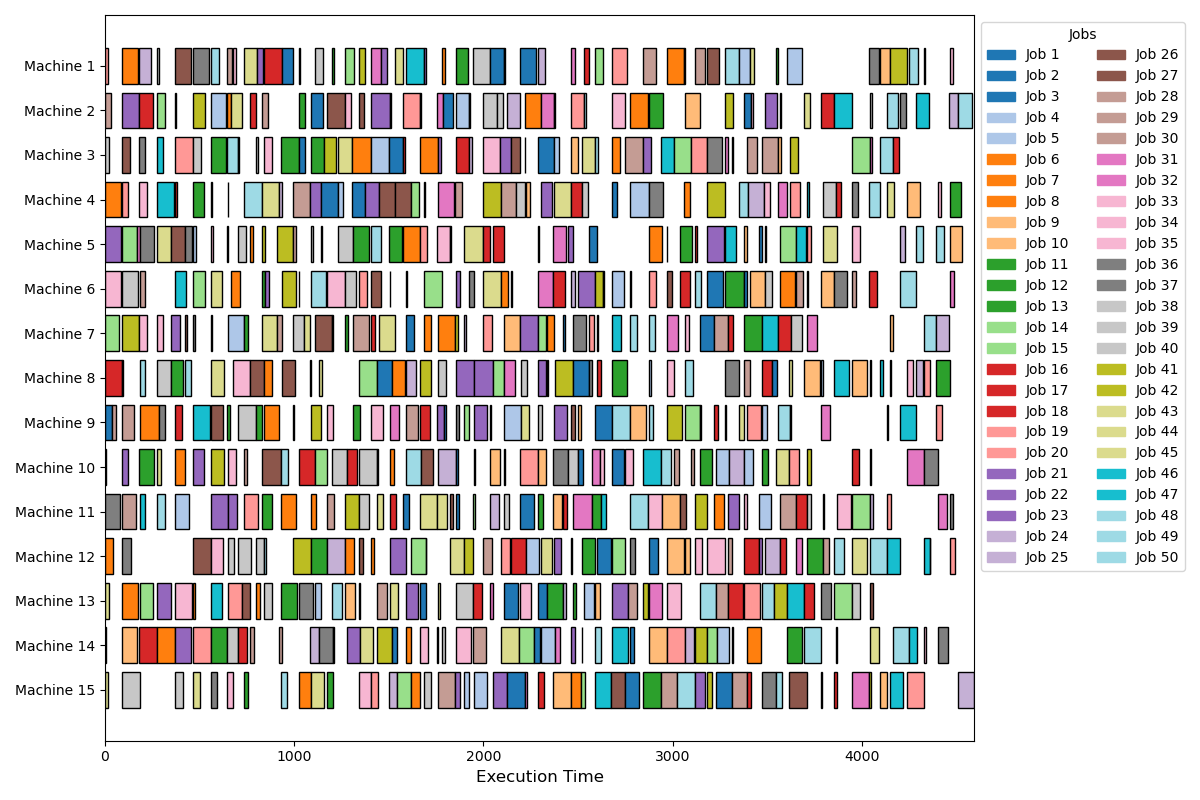 Machine 1
Machine 2
Machine 3
Machine 4
Machine 5
Machine 6
Machine 7
Machine 8
Machine 9
Machine 10
Machine 11
Machine 12
Machine 13
Machine 14
Machine 15
0 1000 2000 3000 4000
Execution Time
Jobs
Job 1 Job 26
Job 2 Job 27
Job 3 Job 28
Job 4 Job 29
Job 5 Job 30
Job 6 Job 31
Job 7 Job 32
Job 8 Job 33
Job 9 Job 34
Job 10 Job 35
Job 11 Job 36
Job 12 Job 37
Job 13 Job 38
Job 14 Job 39
Job 15 Job 40
Job 16 Job 41
Job 17 Job 42
Job 18 Job 43
Job 19 Job 44
Job 20 Job 45
Job 21 Job 46
Job 22 Job 47
Job 23 Job 48
Job 24 Job 49
Job 25 Job 50